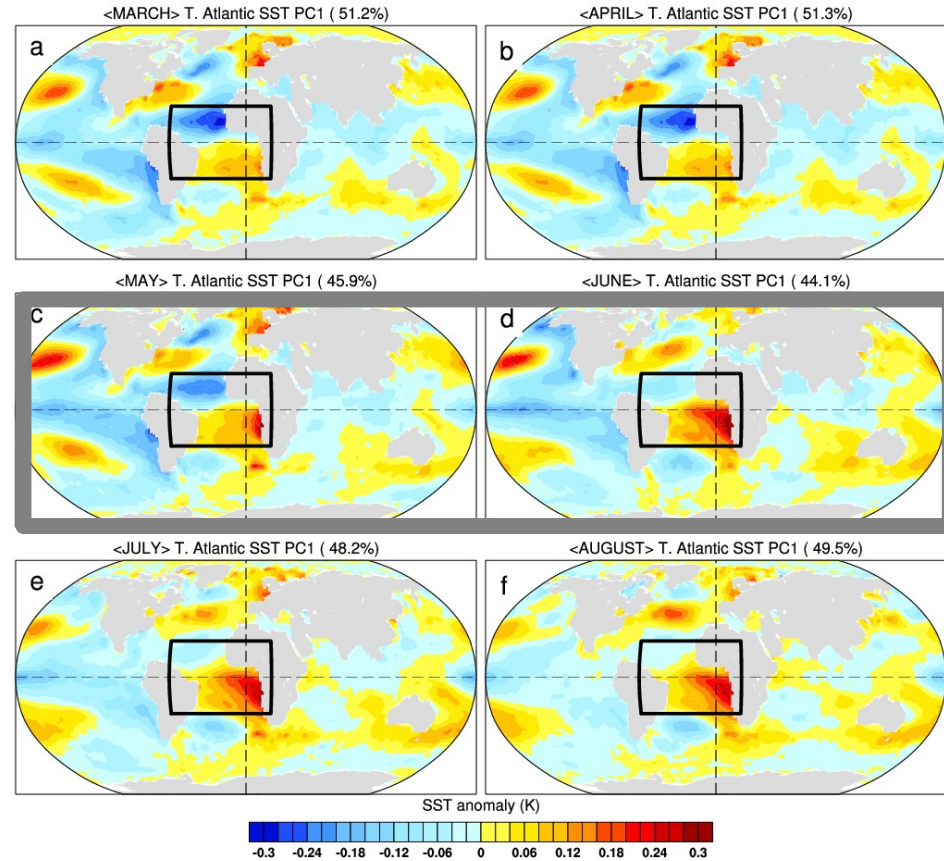 <MARCH> T. Atlantic SST PC1 ( 51.2%)
<APRIL> T. Atlantic SST PC1 ( 51.3%)
a
b
<MAY> T. Atlantic SST PC1 ( 45.9%)
<JUNE> T. Atlantic SST PC1 ( 44.1%)
c
d
<JULY> T. Atlantic SST PC1 ( 48.2%)
<AUGUST> T. Atlantic SST PC1 ( 49.5%)
e
f
SST anomaly (K)
-0.3 -0.24 -0.18 -0.12 -0.06 0 0.06 0.12 0.18 0.24 0.3